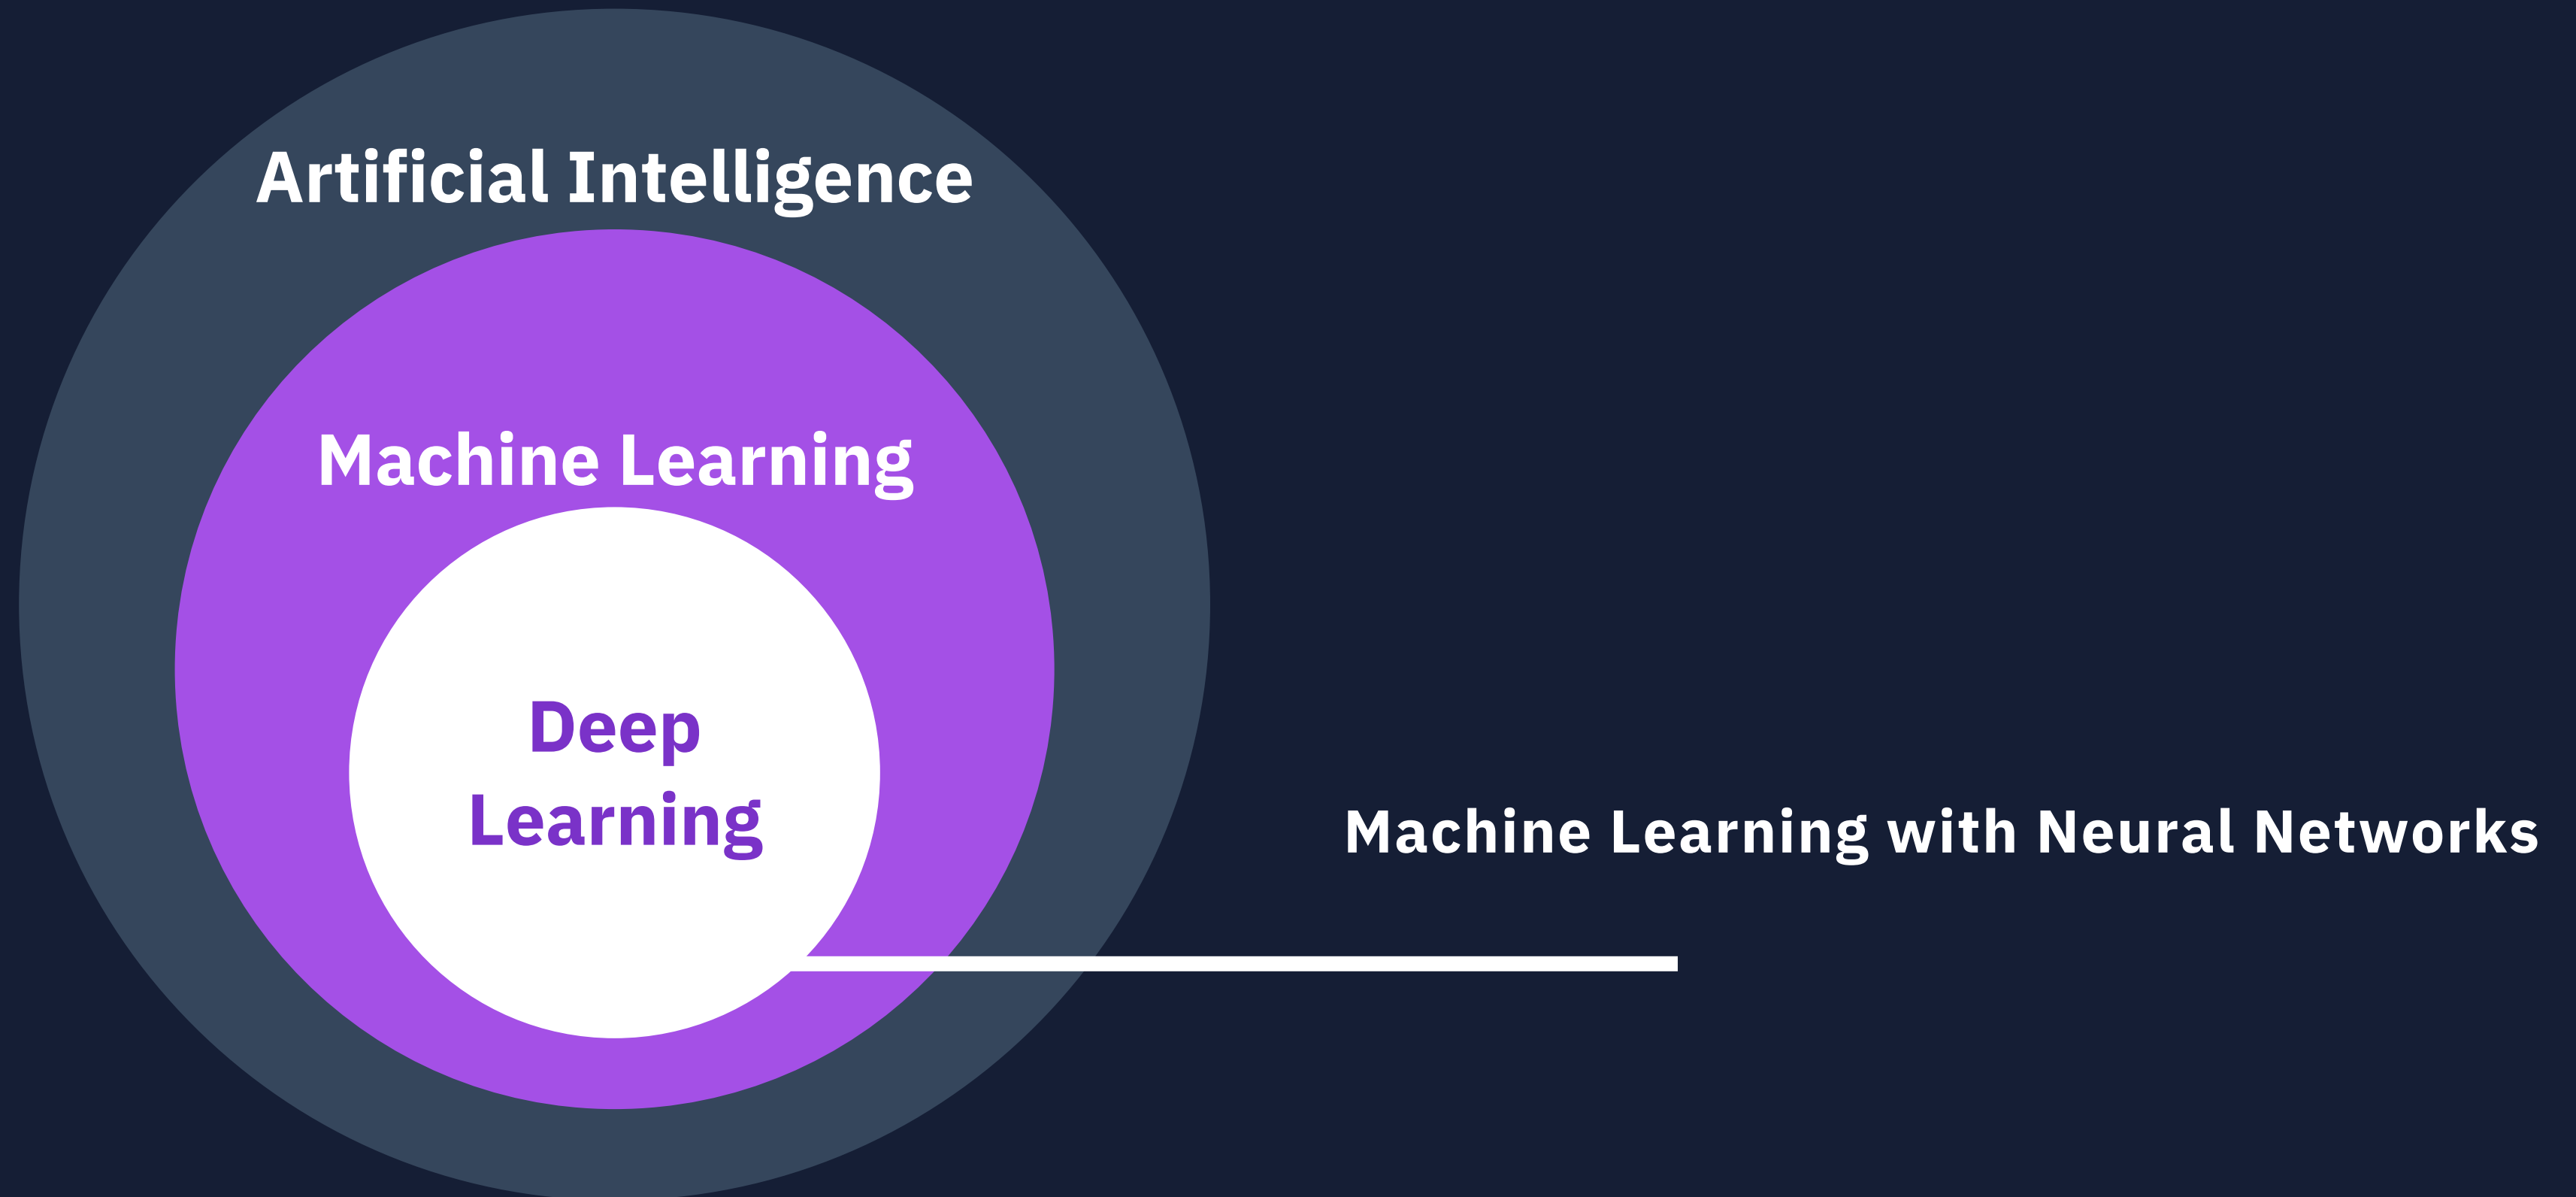 Artificial Intelligence
Machine Learning
Deep
Learning
Machine Learning with Neural Networks